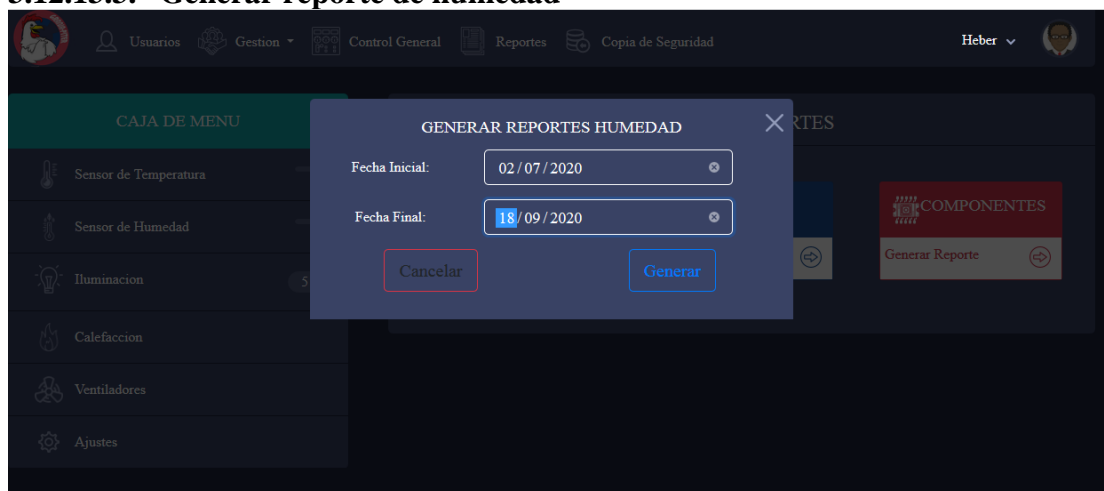 Generar reporte de humedad
Usuarios Gestion Control General Reportes Copia de Seguridad Heber
CAJA DE MENU
GENERAR REPORTES HUMEDAD
RTES
Fecha Inicial: 02/07/2020
Sensor de Temperatura
COMPONENTES
Fecha Final: 18/09/2020
Sensor de Humedad
Generar Reporte
Cancelar Generar
Iluminacion 5
Calefaccion
Ventiladores
Ajustes